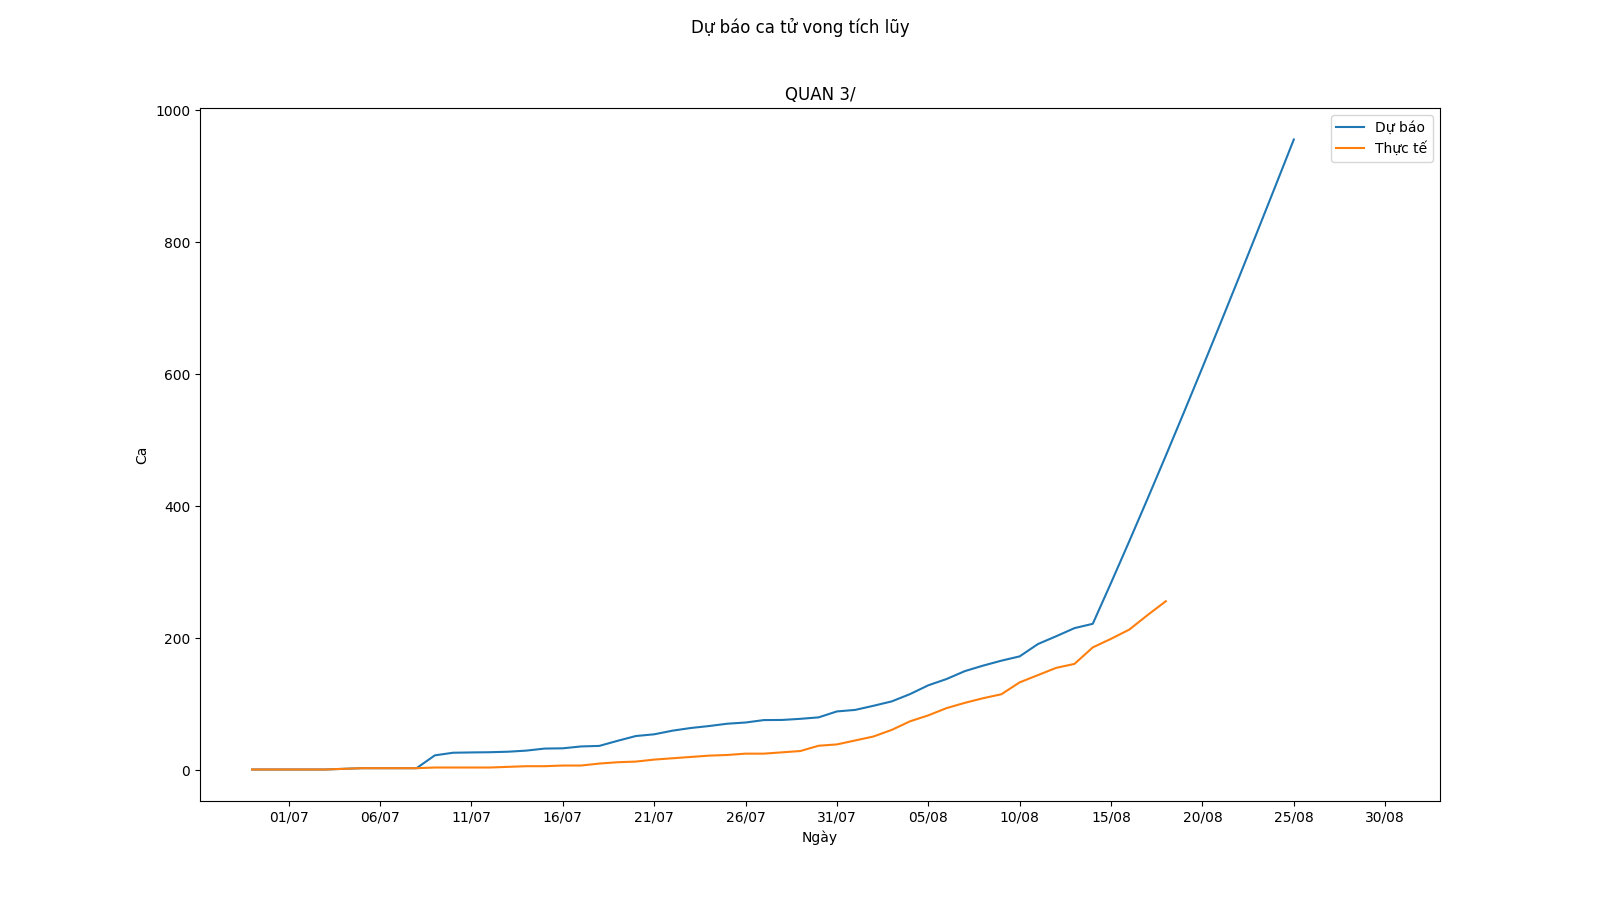 Dự báo ca tử vong tích lũy
QUAN 3/
Dự báo
Thực tế
1000
800
600
400
200
0
Ca
01/07 06/07 11/07 16/07 21/07 26/07 31/07 05/08 10/08 15/08 20/08 25/08 30/08
Ngày